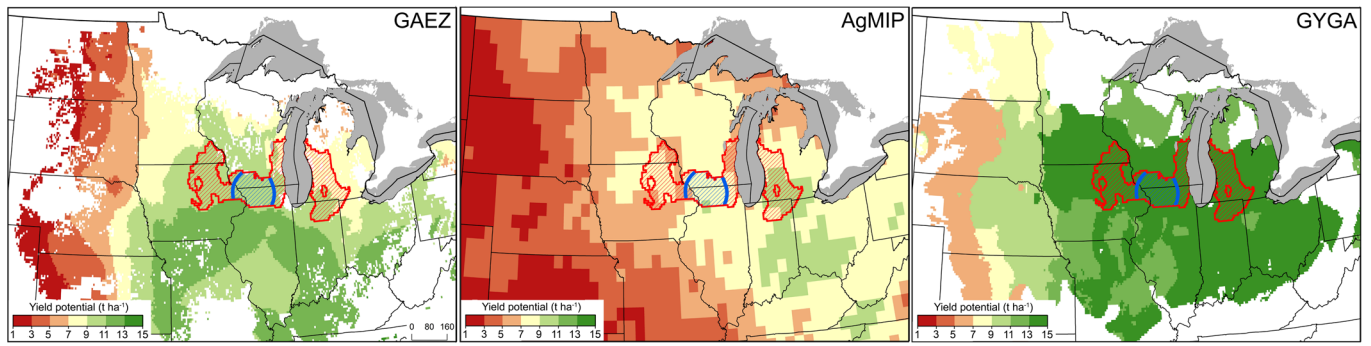 GAEZ
Yield potential (t ha-1)
1 3 5 7 9 11 13 15
0 80 160
AgMIP
Yield potential (t ha-1)
1 3 5 7 9 11 13 15
GYGA
Yield potential (t ha-1)
1 3 5 7 9 11 13 15